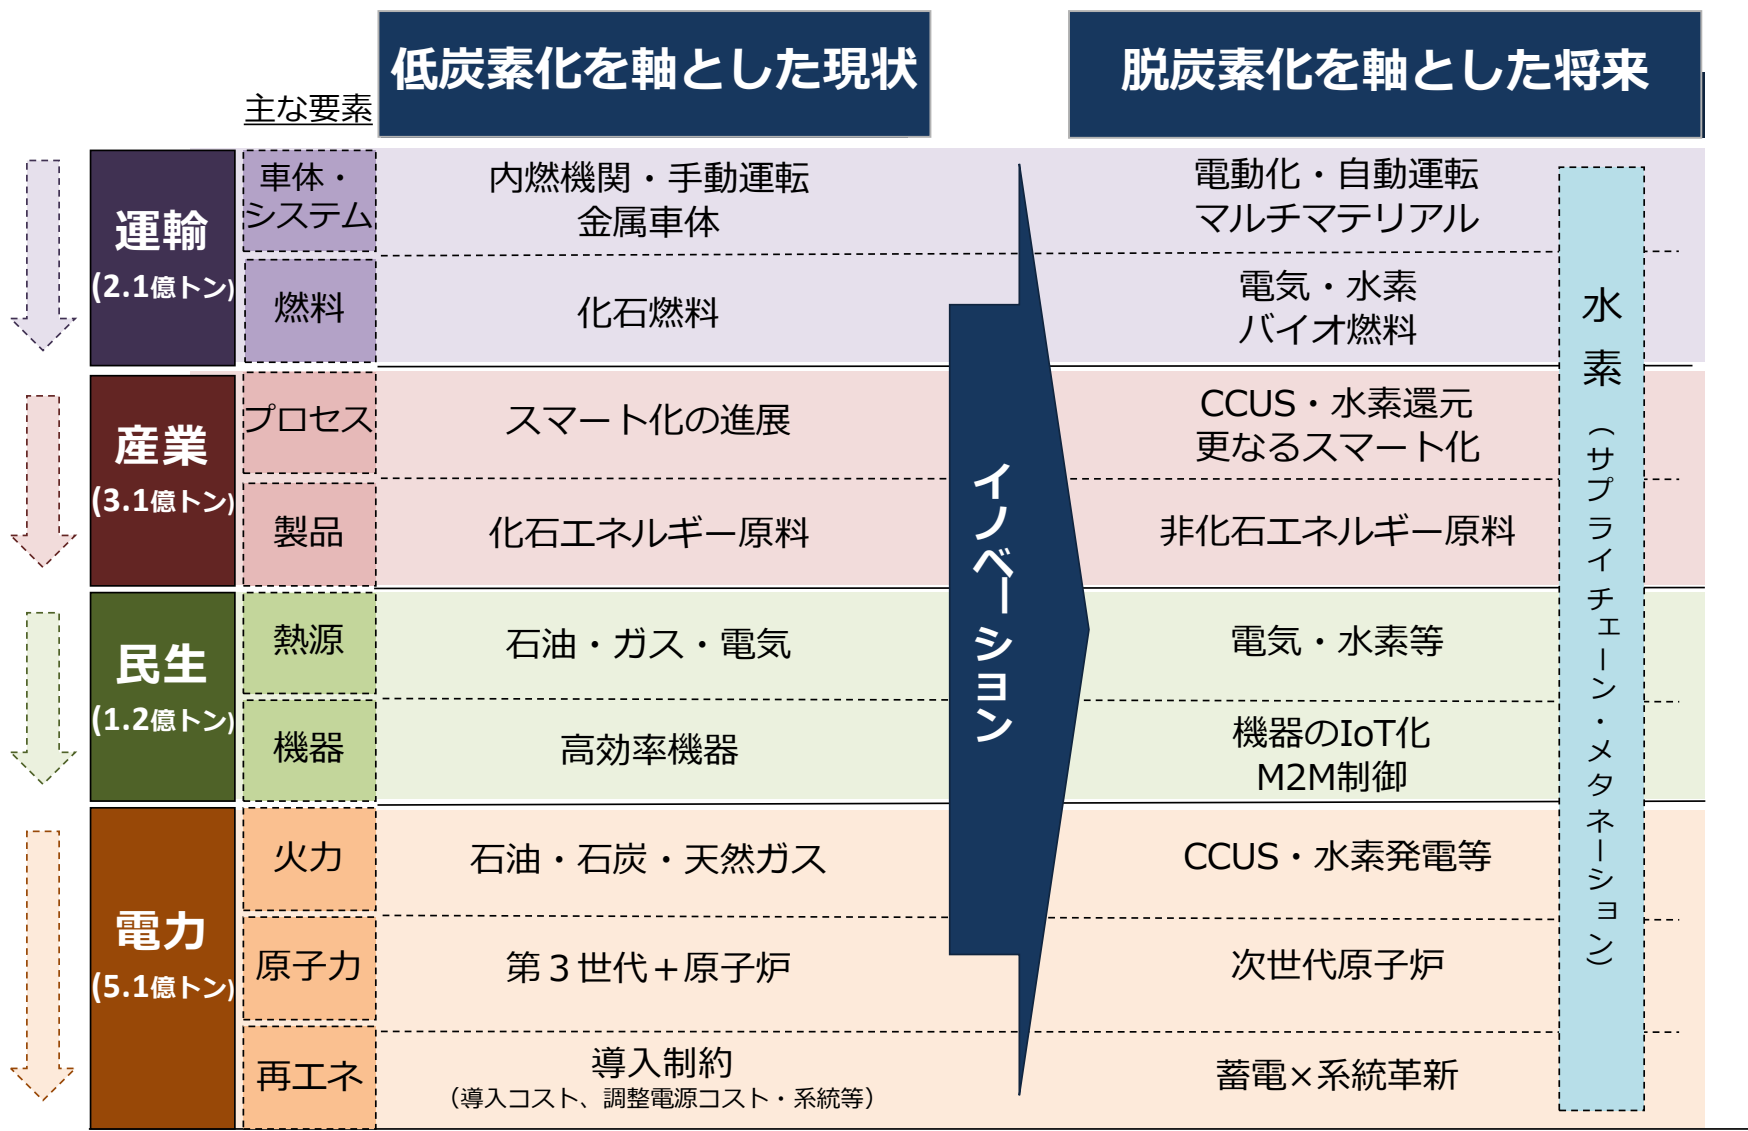 低炭素化を軸とした現状
脱炭素化を軸とした将来
主な要素
運輸
(2.1億トン)
車体・
システム
内燃機関・手動運転
金属車体
電動化・自動運転
マルチマテリアル
燃料
化石燃料
電気・水素
バイオ燃料
産業
(3.1億トン)
プロセス
スマート化の進展
CCUS・水素還元
更なるスマート化
製品
化石エネルギー原料
非化石エネルギー原料
民生
(1.2億トン)
熱源
石油・ガス・電気
電気・水素等
機器
高効率機器
機器のIoT化
M2M制御
電力
(5.1億トン)
火力
石油・石炭・天然ガス
CCUS・水素発電等
原子力
第３世代＋原子炉
次世代原子炉
再エネ
導入制約
（導入コスト、調整電源コスト・系統等）
蓄電×系統革新
イノベーション
水素（サプライチェーン・メタネーション）